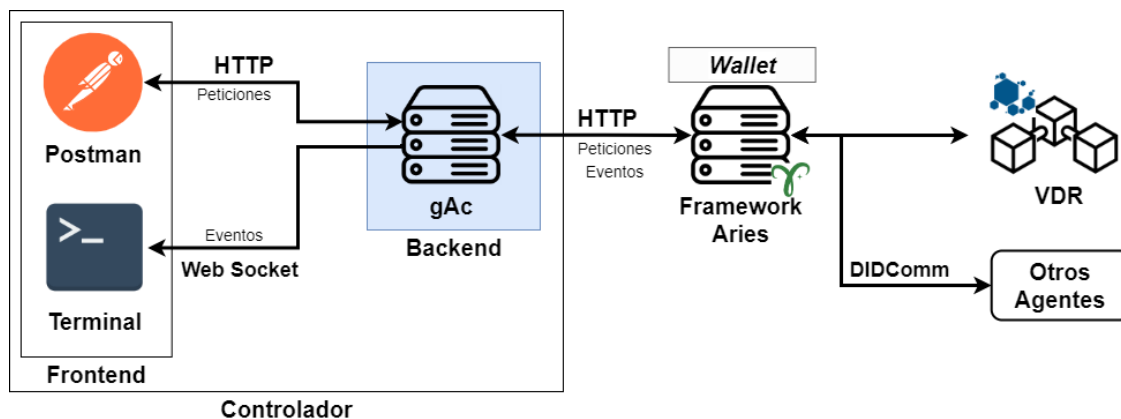 HTTP
Peticiones
Postman
>_
Terminal
Frontend
Eventos
Web Socket
gAc
Backend
Controlador
HTTP
Peticiones
Eventos
Wallet
Framework
Aries
VDR
DIDComm
Otros
Agentes